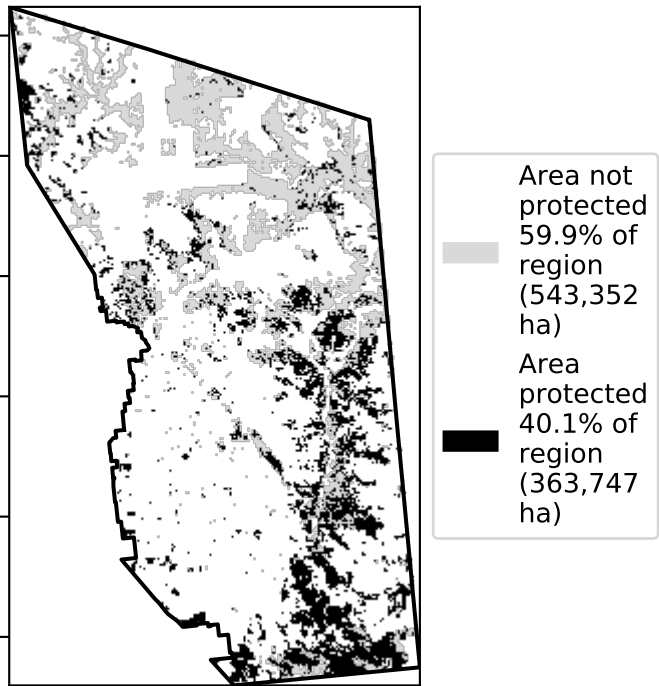 Area not
protected
59.9% of
region
(543,352
ha)
Area
protected
40.1% of
region
(363,747
ha)